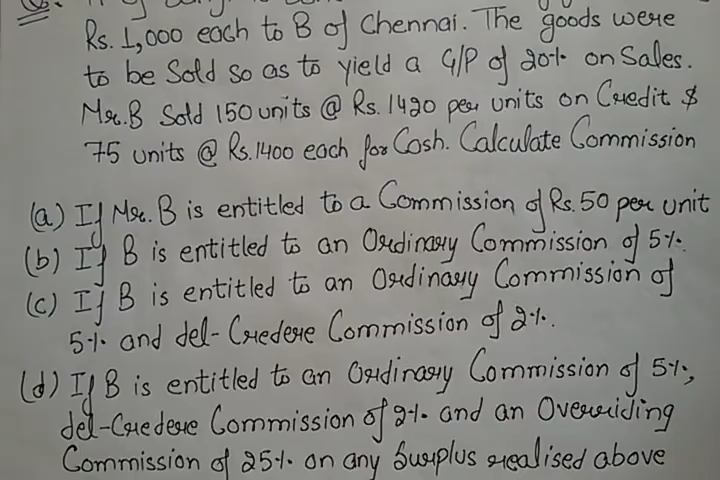 Rs. 1,000 each to B of Chennai. The goods were
to be Sold so as to yield a G/P of 20% on Sales.
Mr. B Sold 150 units @ Rs. 1420 per units on Credit &
75 units @ Rs. 1400 each for Cash. Calculate Commission
(a) If Mr. B is entitled to a Commission of Rs. 50 per unit
(b) If B is entitled to an Ordinary Commission of 5%.
(c) If B is entitled to an Ordinary Commission of
5% and del-Credere Commission of 2%.
(d) If B is entitled to an Ordinary Commission of 5%,
del-Credere Commission of 2% and an Overriding
Commission of 25% on any Surplus realised above